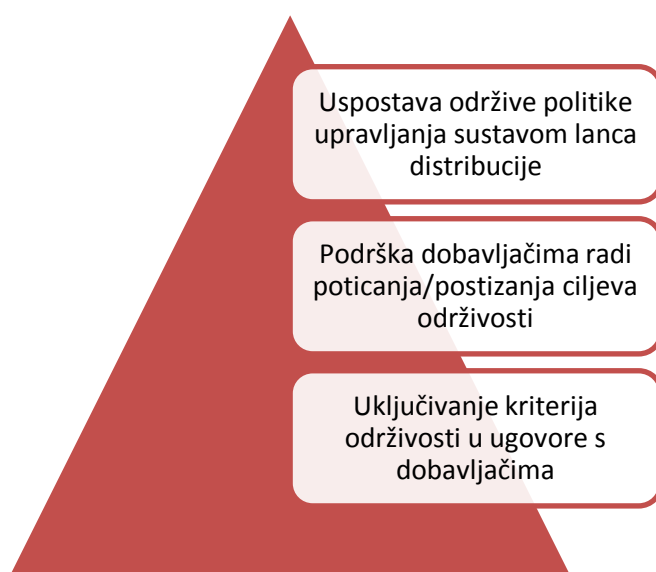 Uspostava održive politike
upravljanja sustavom lanca
distribucije
Podrška dobavljačima radi
poticanja/postizanja ciljeva
održivosti
Uključivanje kriterija
održivosti u ugovore s
dobavljačima